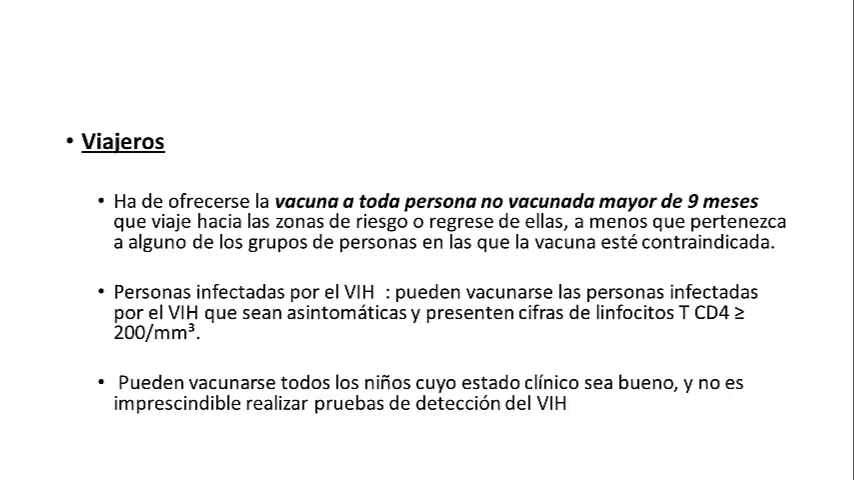 • Viajeros
• Ha de ofrecerse la vacuna a toda persona no vacunada mayor de 9 meses
que viaje hacia las zonas de riesgo o regrese de ellas, a menos que pertenezca
a alguno de los grupos de personas en las que la vacuna esté contraindicada.
• Personas infectadas por el VIH : pueden vacunarse las personas infectadas
por el VIH que sean asintomáticas y presenten cifras de linfocitos T CD4 ≥
200/mm³.
• Pueden vacunarse todos los niños cuyo estado clínico sea bueno, y no es
imprescindible realizar pruebas de detección del VIH